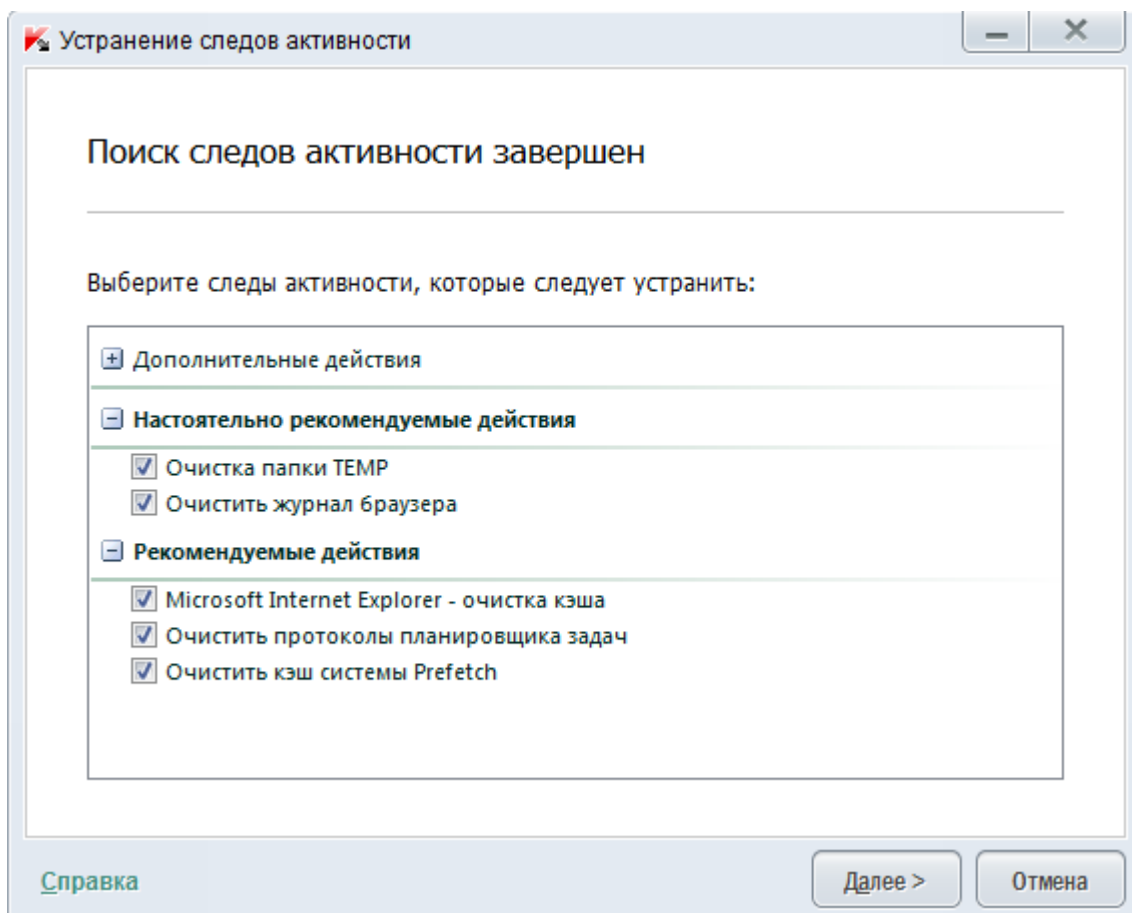 Устранение следов активности
Поиск следов активности завершен
Выберите следы активности, которые следует устранить:
Дополнительные действия
Настоятельно рекомендуемые действия
Очистка папки TEMP
Очистить журнал браузера
Рекомендуемые действия
Microsoft Internet Explorer - очистка кэша
Очистить протоколы планировщика задач
Очистить кэш системы Prefetch
Справка
Далее >
Отмена